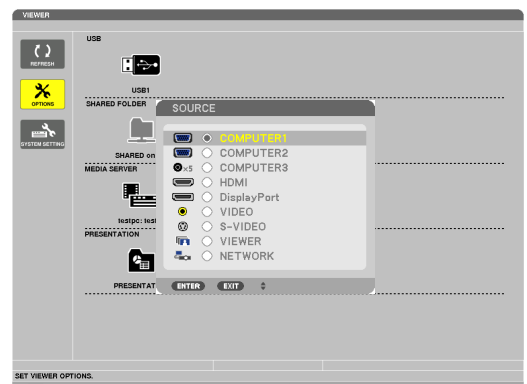 VIEWER
USB
REFRESH
USB1
OPTIONS
SHARED FOLDER
SOURCE
COMPUTER1
COMPUTER2
SYSTEM SETTING
SHARED on
×5 COMPUTER3
MEDIA SERVER
HDMI
DisplayPort
VIDEO
testpc: test
S-VIDEO
PRESENTATION
VIEWER
NETWORK
PRESENTAT
ENTER EXIT
SET VIEWER OPTIONS.